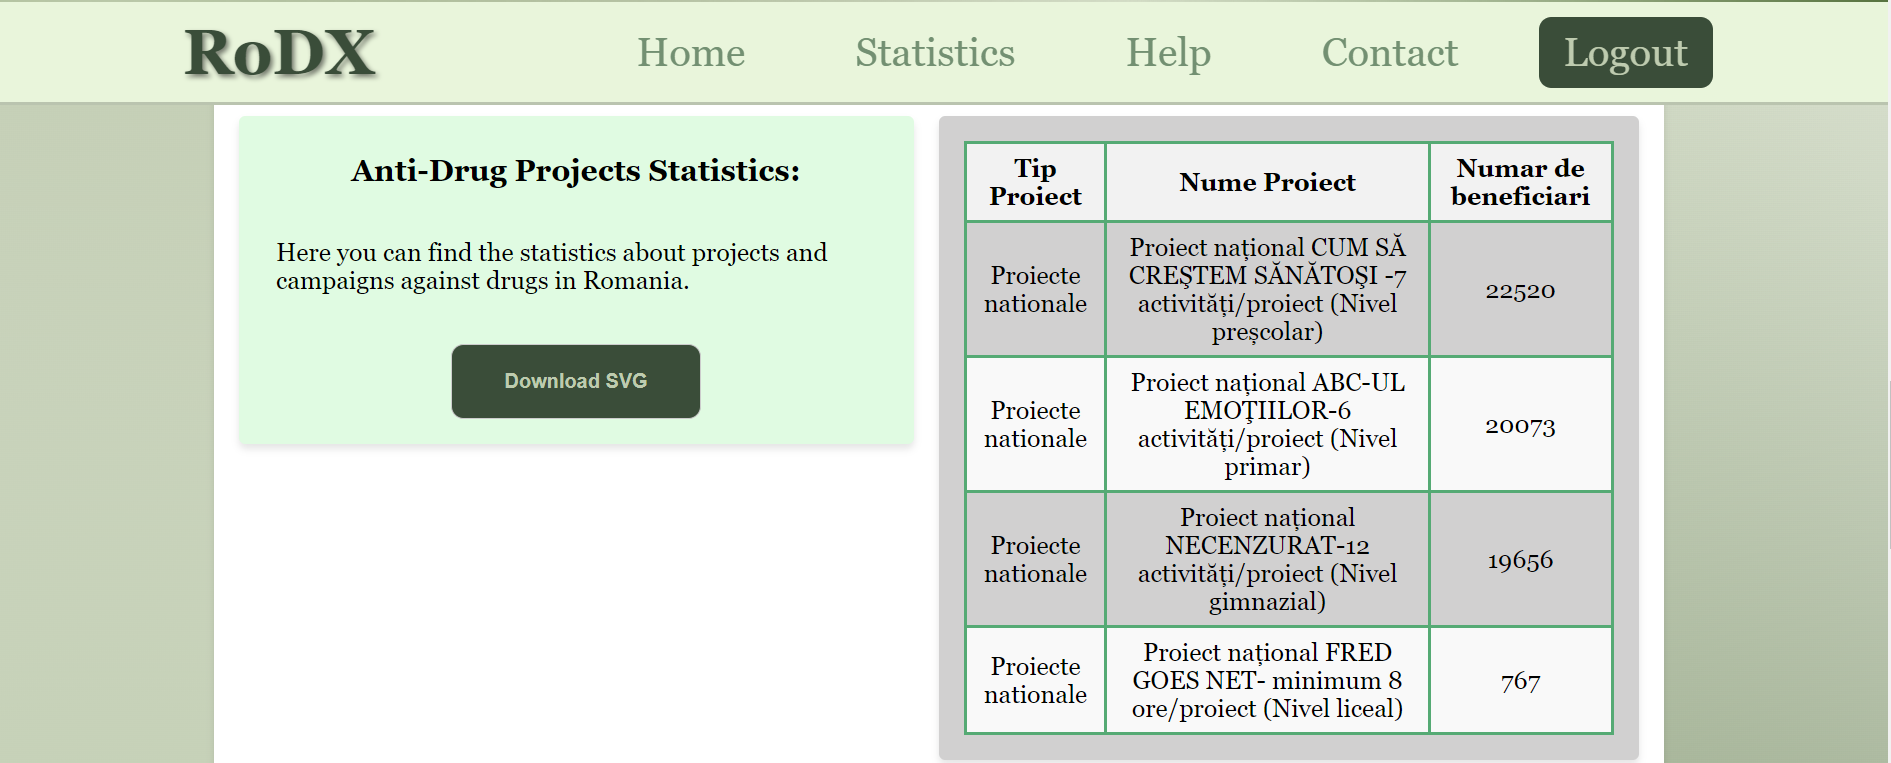 RoDX
Home
Statistics
Help
Contact
Logout
Anti-Drug Projects Statistics:
Here you can find the statistics about projects and
campaigns against drugs in Romania.
Download SVG
Tip
Proiect
Nume Proiect
Numar de
beneficiari
Proiecte
nationale
Proiect național CUM SĂ
CREŞTEM SĂNĂTOŞI -7
activități/proiect (Nivel
preșcolar)
22520
Proiecte
nationale
Proiect național ABC-UL
EMOŢIILOR-6
activități/proiect (Nivel
primar)
20073
Proiecte
nationale
Proiect național
NECENZURAT-12
activități/proiect (Nivel
gimnazial)
19656
Proiecte
nationale
Proiect național FRED
GOES NET- minimum 8
ore/proiect (Nivel liceal)
767